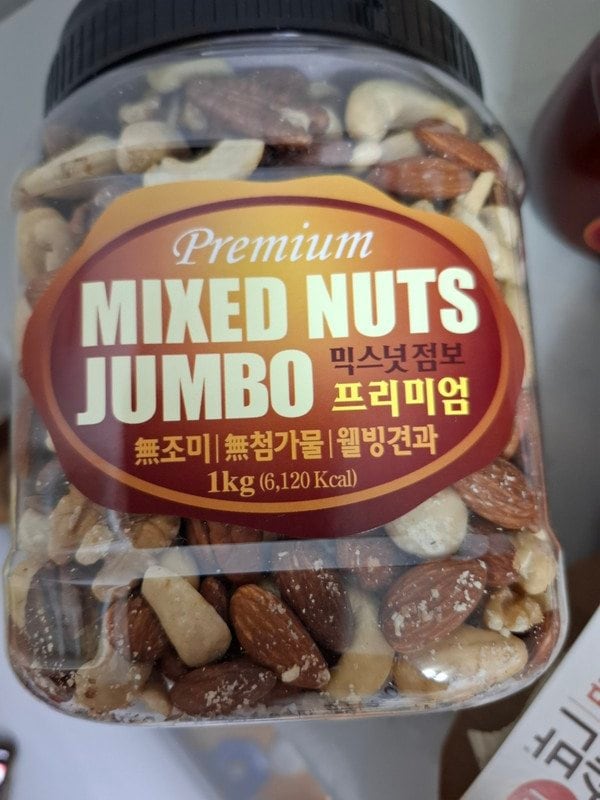 Premium
MIXED NUTS
JUMBO 믹스넛 점보
프리미엄
無조미|無첨가물|웰빙견과
1kg (6,120 Kcal)